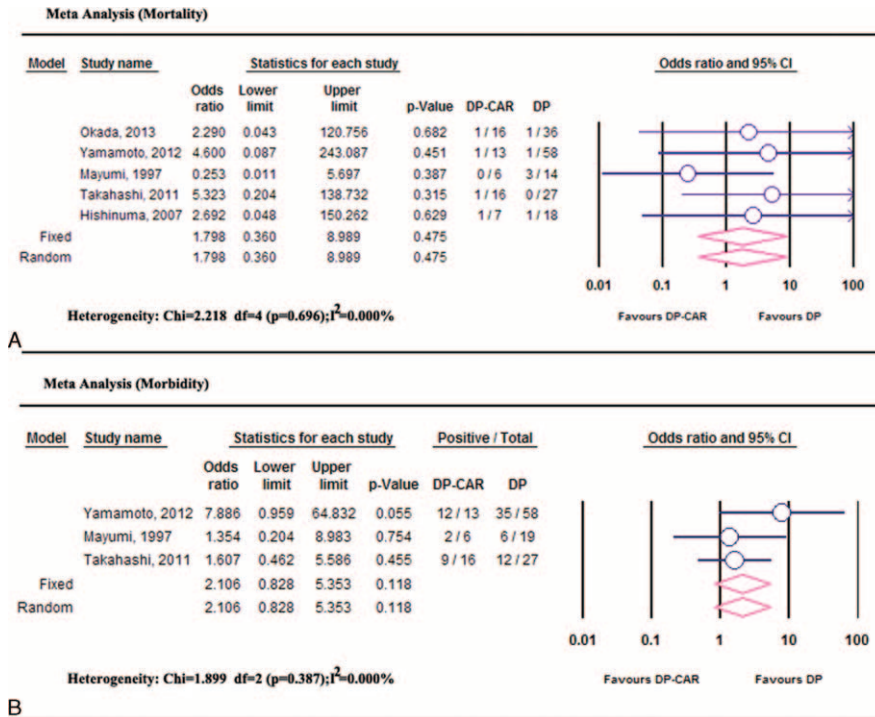 Meta Analysis (Mortality)
Model Study name Statistics for each study Odds ratio and 95% CI
Odds Lower Upper
ratio limit limit p-Value DP-CAR DP
Okada, 2013 2.290 0.043 120.756 0.682 1 / 16 1 / 36
Yamamoto, 2012 4.600 0.087 243.087 0.451 1 / 13 1 / 58
Mayumi, 1997 0.253 0.011 5.697 0.387 0 / 6 3 / 14
Takahashi, 2011 5.323 0.204 138.732 0.315 1 / 16 0 / 27
Hishinuma, 2007 2.692 0.048 150.262 0.629 1 / 7 1 / 18
Fixed 1.798 0.360 8.989 0.475
Random 1.798 0.360 8.989 0.475
0.01 0.1 1 10 100
Heterogeneity: Chi=2.218 df=4 (p=0.696);I²=0.000% Favours DP-CAR Favours DP
A
Meta Analysis (Morbidity)
Model Study name Statistics for each study Positive / Total Odds ratio and 95% CI
Odds Lower Upper
ratio limit limit p-Value DP-CAR DP
Yamamoto, 2012 7.886 0.959 64.832 0.055 12 / 13 35 / 58
Mayumi, 1997 1.354 0.204 8.983 0.754 2 / 6 6 / 19
Takahashi, 2011 1.607 0.462 5.586 0.455 9 / 16 12 / 27
Fixed 2.106 0.828 5.353 0.118
Random 2.106 0.828 5.353 0.118
0.01 0.1 1 10 100
Heterogeneity: Chi=1.899 df=2 (p=0.387);I²=0.000% Favours DP-CAR Favours DP
B